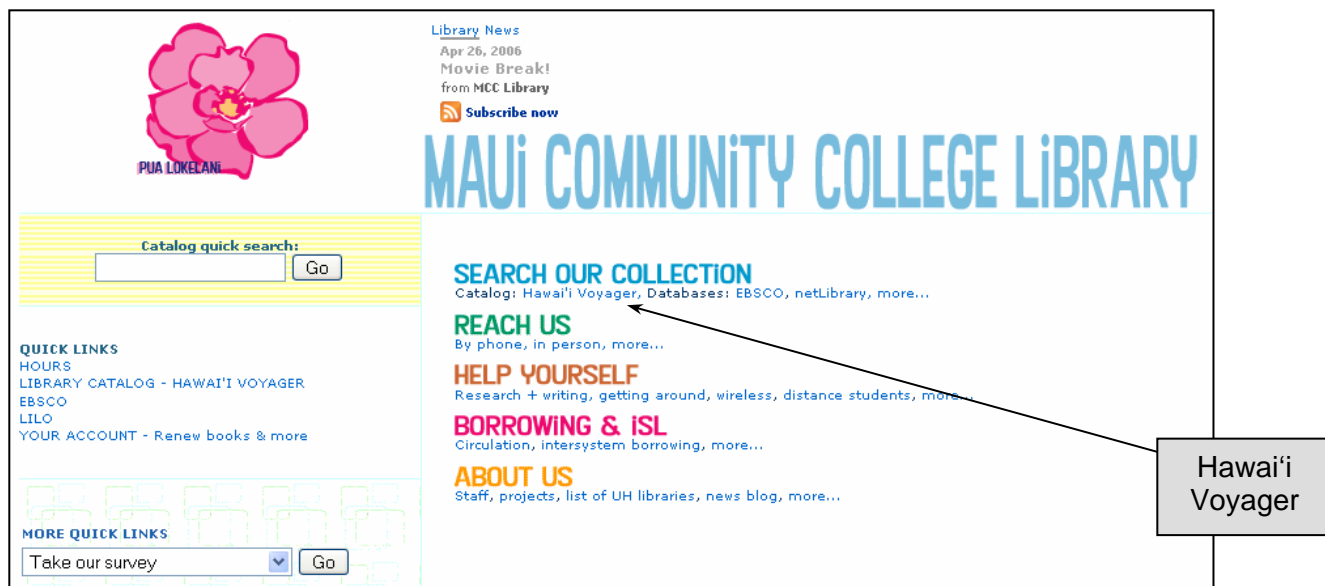 PUA LOKELANi
Library News
Apr 26, 2006
Movie Break!
from MCC Library
Subscribe now
MAUi COMMUNiTY COLLEGE LiBRARY
Catalog quick search:
Go
QUICK LINKS
HOURS
LIBRARY CATALOG - HAWAI'I VOYAGER
EBSCO
LILO
YOUR ACCOUNT - Renew books & more
MORE QUICK LINKS
Take our survey
Go
SEARCH OUR COLLECTiON
Catalog: Hawai'i Voyager, Databases: EBSCO, netLibrary, more...
REACH US
By phone, in person, more...
HELP YOURSELF
Research + writing, getting around, wireless, distance students, more...
BORROWiNG & iSL
Circulation, intersystem borrowing, more...
ABOUT US
Staff, projects, list of UH libraries, news blog, more...
Hawai‘i
Voyager